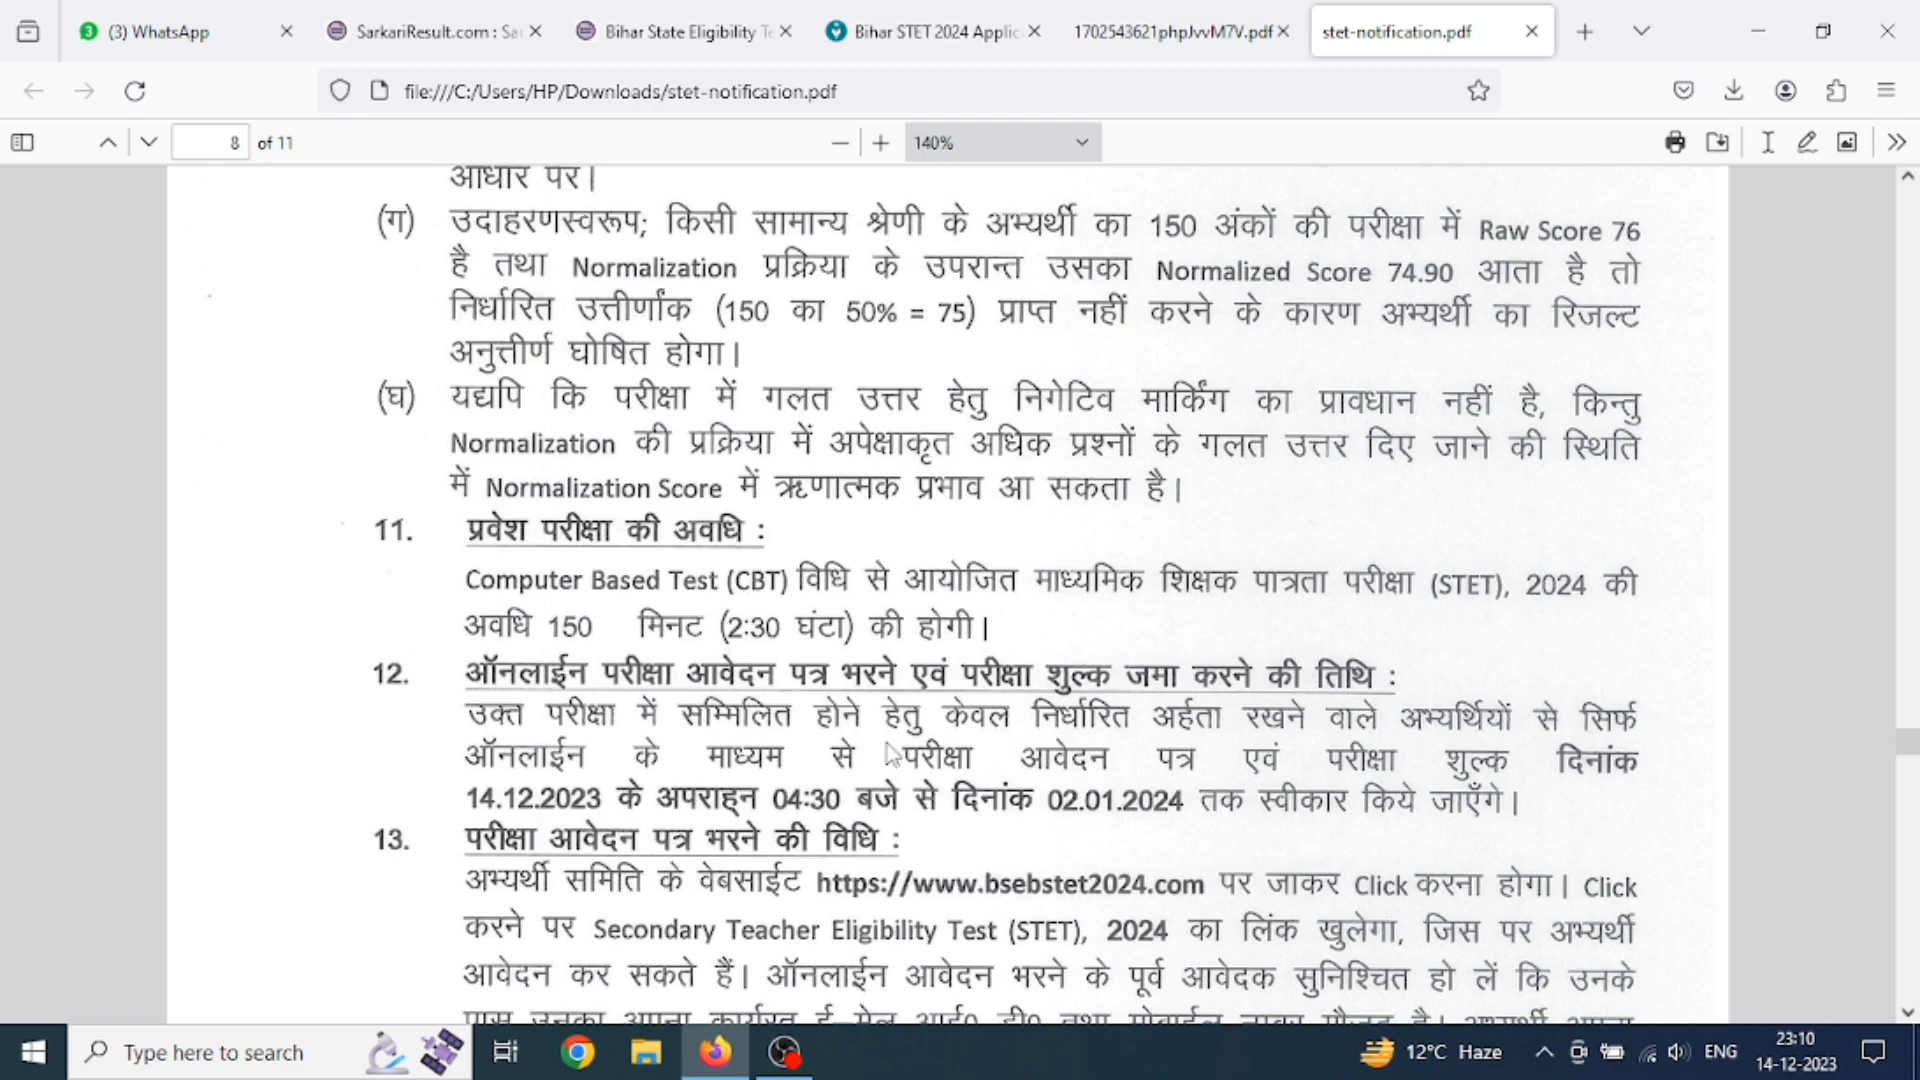 (3) WhatsApp
SarkariResult.com : Sar
Bihar State Eligibility Te
Bihar STET 2024 Applic
1702543621phpJvvM7V.pdf
stet-notification.pdf
file:///C:/Users/HP/Downloads/stet-notification.pdf
8 of 11
140%
आधार पर।
(ग) उदाहरणस्वरूप; किसी सामान्य श्रेणी के अभ्यर्थी का 150 अंकों की परीक्षा में Raw Score 76
है तथा Normalization प्रक्रिया के उपरान्त उसका Normalized Score 74.90 आता है तो
निर्धारित उत्तीर्णांक (150 का 50% = 75) प्राप्त नहीं करने के कारण अभ्यर्थी का रिजल्ट
अनुत्तीर्ण घोषित होगा।
(घ) यद्यपि कि परीक्षा में गलत उत्तर हेतु निगेटिव मार्किंग का प्रावधान नहीं है, किन्तु
Normalization की प्रक्रिया में अपेक्षाकृत अधिक प्रश्नों के गलत उत्तर दिए जाने की स्थिति
में Normalization Score में ऋणात्मक प्रभाव आ सकता है।
11. प्रवेश परीक्षा की अवधि :
Computer Based Test (CBT) विधि से आयोजित माध्यमिक शिक्षक पात्रता परीक्षा (STET), 2024 की
अवधि 150 मिनट (2:30 घंटा) की होगी।
12. ऑनलाईन परीक्षा आवेदन पत्र भरने एवं परीक्षा शुल्क जमा करने की तिथि :
उक्त परीक्षा में सम्मिलित होने हेतु केवल निर्धारित अर्हता रखने वाले अभ्यर्थियों से सिर्फ
ऑनलाईन के माध्यम से परीक्षा आवेदन पत्र एवं परीक्षा शुल्क दिनांक
14.12.2023 के अपराह्न 04:30 बजे से दिनांक 02.01.2024 तक स्वीकार किये जाएँगे।
13. परीक्षा आवेदन पत्र भरने की विधि :
अभ्यर्थी समिति के वेबसाईट https://www.bsebstet2024.com पर जाकर Click करना होगा। Click
करने पर Secondary Teacher Eligibility Test (STET), 2024 का लिंक खुलेगा, जिस पर अभ्यर्थी
आवेदन कर सकते हैं। ऑनलाईन आवेदन भरने के पूर्व आवेदक सुनिश्चित हो लें कि उनके
Type here to search
12°C Haze
ENG
23:10
14-12-2023